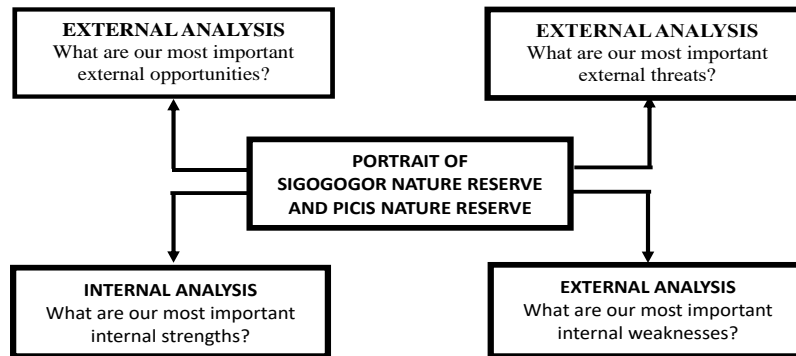 EXTERNAL ANALYSIS
What are our most important
external opportunities?
EXTERNAL ANALYSIS
What are our most important
external threats?
PORTRAIT OF
SIGOGOGOR NATURE RESERVE
AND PICIS NATURE RESERVE
INTERNAL ANALYSIS
What are our most important
internal strengths?
EXTERNAL ANALYSIS
What are our most important
internal weaknesses?